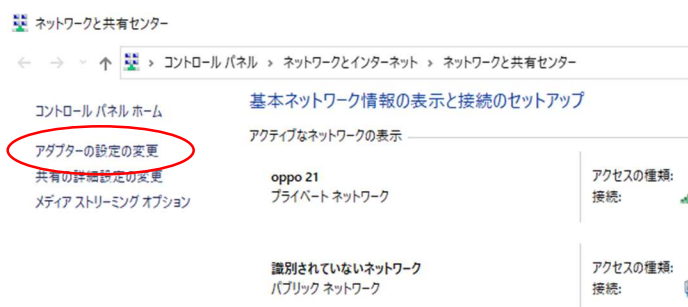 ネットワークと共有センター
コントロール パネル › ネットワークとインターネット › ネットワークと共有センター
コントロール パネル ホーム
アダプターの設定の変更
共有の詳細設定の変更
メディア ストリーミング オプション
基本ネットワーク情報の表示と接続のセットアップ
アクティブなネットワークの表示
oppo 21
プライベート ネットワーク
アクセスの種類:
接続:
識別されていないネットワーク
パブリック ネットワーク
アクセスの種類:
接続: